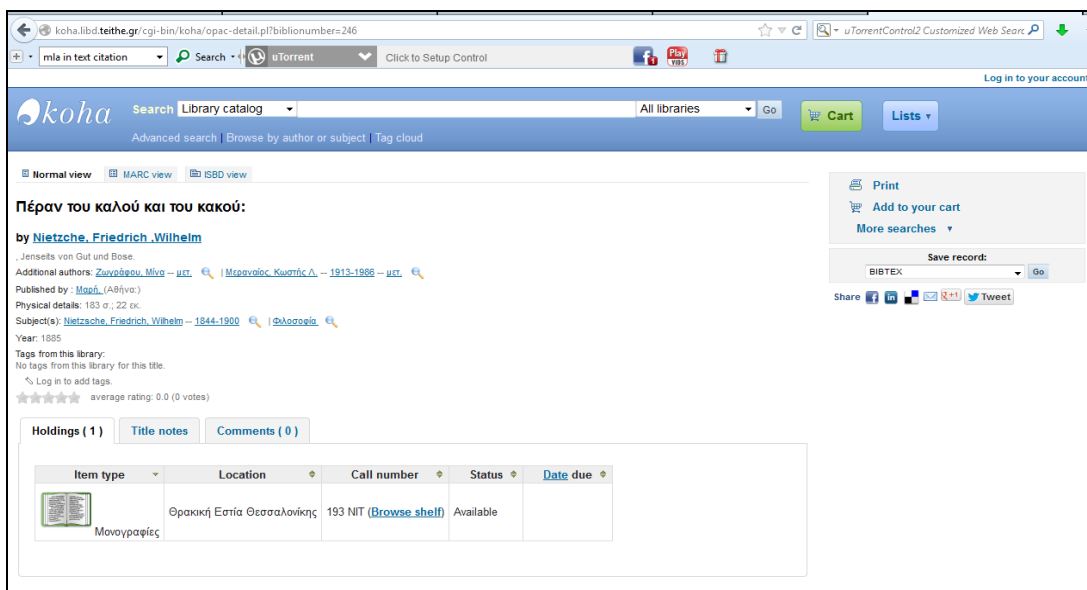 koha.libd.teithe.gr/cgi-bin/koha/opac-detail.pl?biblionumber=246
uTorrentControl2 Customized Web Searc
mla in text citation Search uTorrent Click to Setup Control
Log in to your account
koha Search Library catalog All libraries Go Cart Lists
Advanced search | Browse by author or subject | Tag cloud
Normal view MARC view ISBD view
Print
Πέραν του καλού και του κακού:
Add to your cart
More searches
by Nietzche, Friedrich ,Wilhelm
, Jenseits von Gut und Bose.
Save record:
Additional authors: Ζωγράφου, Μίνα -- μετ. | Μεραναίος, Κωστής Λ. -- 1913-1986 -- μετ.
BIBTEX Go
Published by : Μαρή, (Αθήνα:)
Share Tweet
Physical details: 183 σ.; 22 εκ.
Subject(s): Nietzsche, Friedrich, Wilhelm -- 1844-1900 | Φιλοσοφία
Year: 1885
Tags from this library:
No tags from this library for this title.
Log in to add tags.
average rating: 0.0 (0 votes)
Holdings ( 1 ) Title notes Comments ( 0 )
Item type Location Call number Status Date due
Μονογραφίες Θρακική Εστία Θεσσαλονίκης 193 NIT (Browse shelf) Available